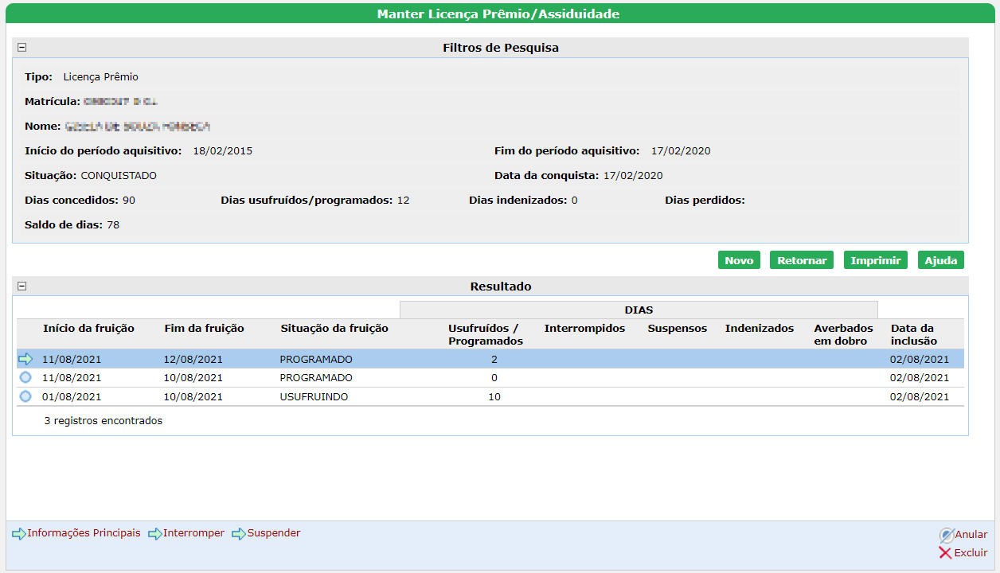 Manter Licença Prêmio/Assiduidade
Filtros de Pesquisa
Tipo: Licença Prêmio
Matrícula:
Nome:
Início do período aquisitivo: 18/02/2015 Fim do período aquisitivo: 17/02/2020
Situação: CONQUISTADO Data da conquista: 17/02/2020
Dias concedidos: 90 Dias usufruídos/programados: 12 Dias indenizados: 0 Dias perdidos:
Saldo de dias: 78
Novo Retornar Imprimir Ajuda
Resultado
DIAS
Início da fruição Fim da fruição Situação da fruição Usufruídos / Interrompidos Suspensos Indenizados Averbados Data da
Programados em dobro inclusão
11/08/2021 12/08/2021 PROGRAMADO 2 02/08/2021
11/08/2021 10/08/2021 PROGRAMADO 0 02/08/2021
01/08/2021 10/08/2021 USUFRUINDO 10 02/08/2021
3 registros encontrados
Informações Principais Interromper Suspender Anular
Excluir